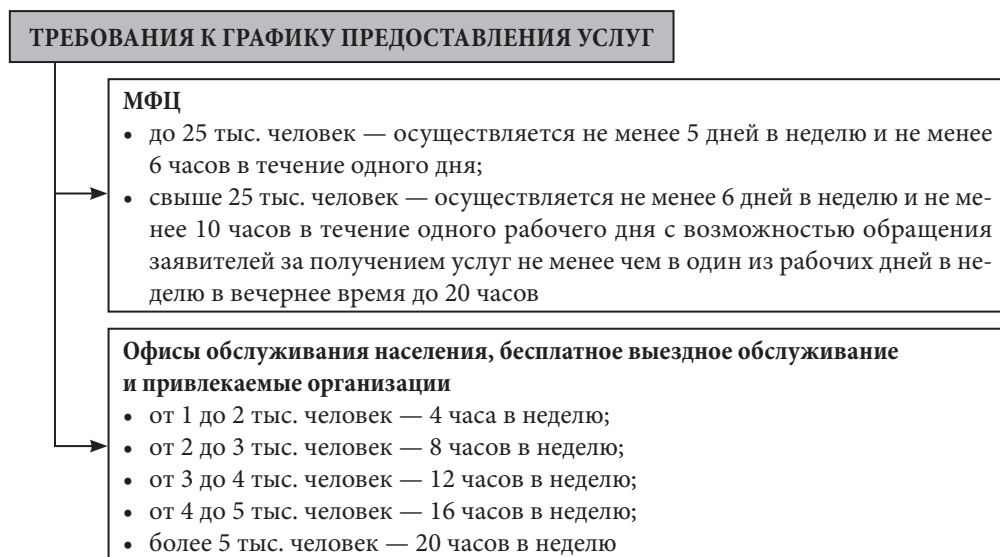 ТРЕБОВАНИЯ К ГРАФИКУ ПРЕДОСТАВЛЕНИЯ УСЛУГ
МФЦ
• до 25 тыс. человек — осуществляется не менее 5 дней в неделю и не менее
6 часов в течение одного дня;
• свыше 25 тыс. человек — осуществляется не менее 6 дней в неделю и не ме-
нее 10 часов в течение одного рабочего дня с возможностью обращения
заявителей за получением услуг не менее чем в один из рабочих дней в не-
делю в вечернее время до 20 часов
Офисы обслуживания населения, бесплатное выездное обслуживание
и привлекаемые организации
• от 1 до 2 тыс. человек — 4 часа в неделю;
• от 2 до 3 тыс. человек — 8 часов в неделю;
• от 3 до 4 тыс. человек — 12 часов в неделю;
• от 4 до 5 тыс. человек — 16 часов в неделю;
• более 5 тыс. человек — 20 часов в неделю